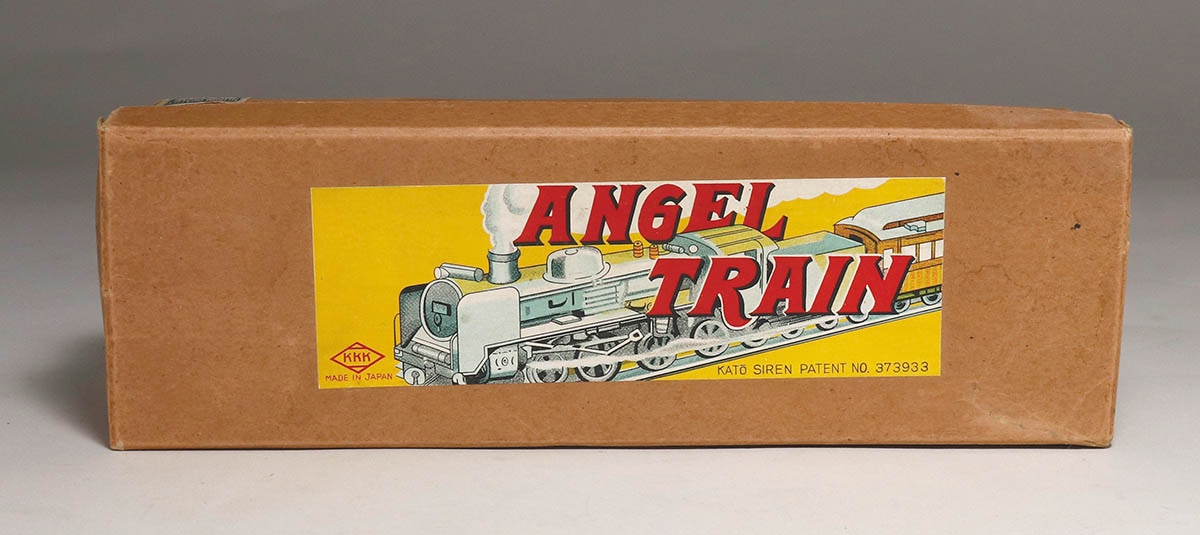 ANGEL
TRAIN
KKK
MADE IN JAPAN
KATŌ SIREN PATENT NO. 373933